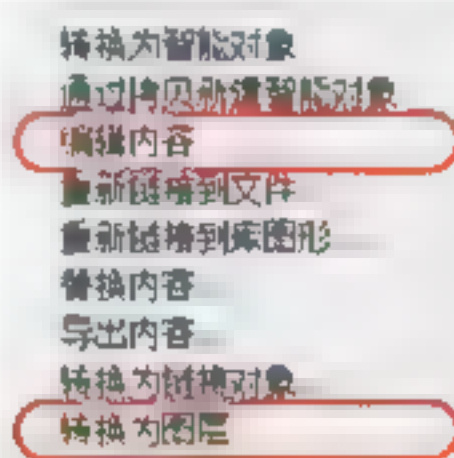 转换为智能对象
通过拷贝新建智能对象
编辑内容
重新链接到文件
重新链接到库图形
替换内容
导出内容
转换为链接对象
转换为图层